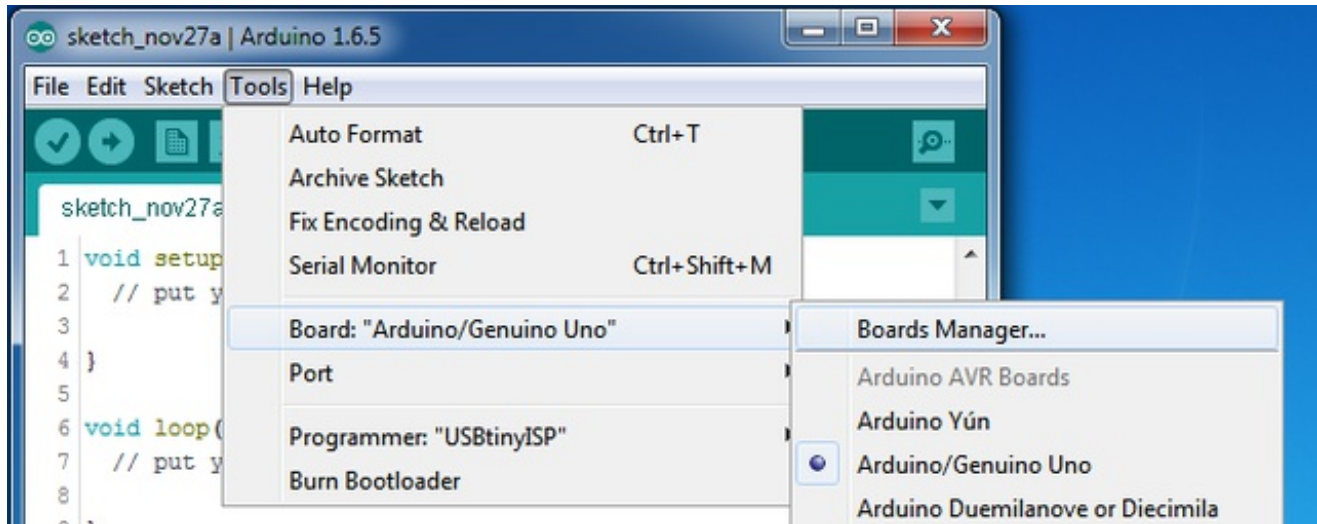 sketch_nov27a | Arduino 1.6.5
File Edit Sketch Tools Help
Auto Format Ctrl+T
Archive Sketch
sketch_nov27a
Fix Encoding & Reload
1 void setup
Serial Monitor Ctrl+Shift+M
2 // put y
3
Board: "Arduino/Genuino Uno"
Boards Manager...
4 }
Port
Arduino AVR Boards
5
Arduino Yún
6 void loop(
Programmer: "USBtinyISP"
7 // put y
Arduino/Genuino Uno
Burn Bootloader
8
Arduino Duemilanove or Diecimila